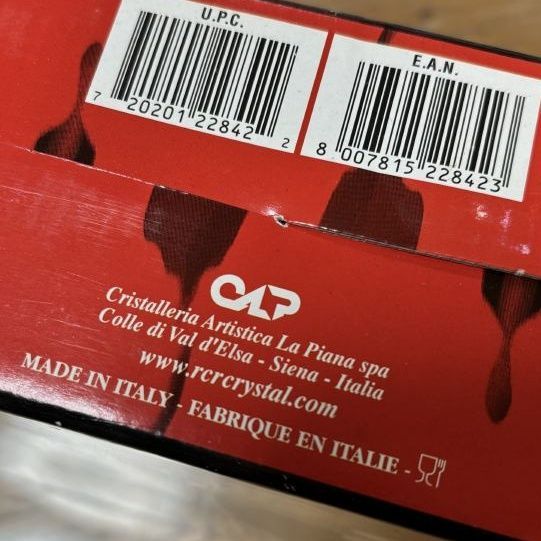 U.P.C.
7 20201 22842 2
E.A.N.
8 007815 228423
CALP
Cristalleria Artistica La Piana spa
Colle di Val d'Elsa - Siena - Italia
www.rcrcrystal.com
MADE IN ITALY - FABRIQUE EN ITALIE -